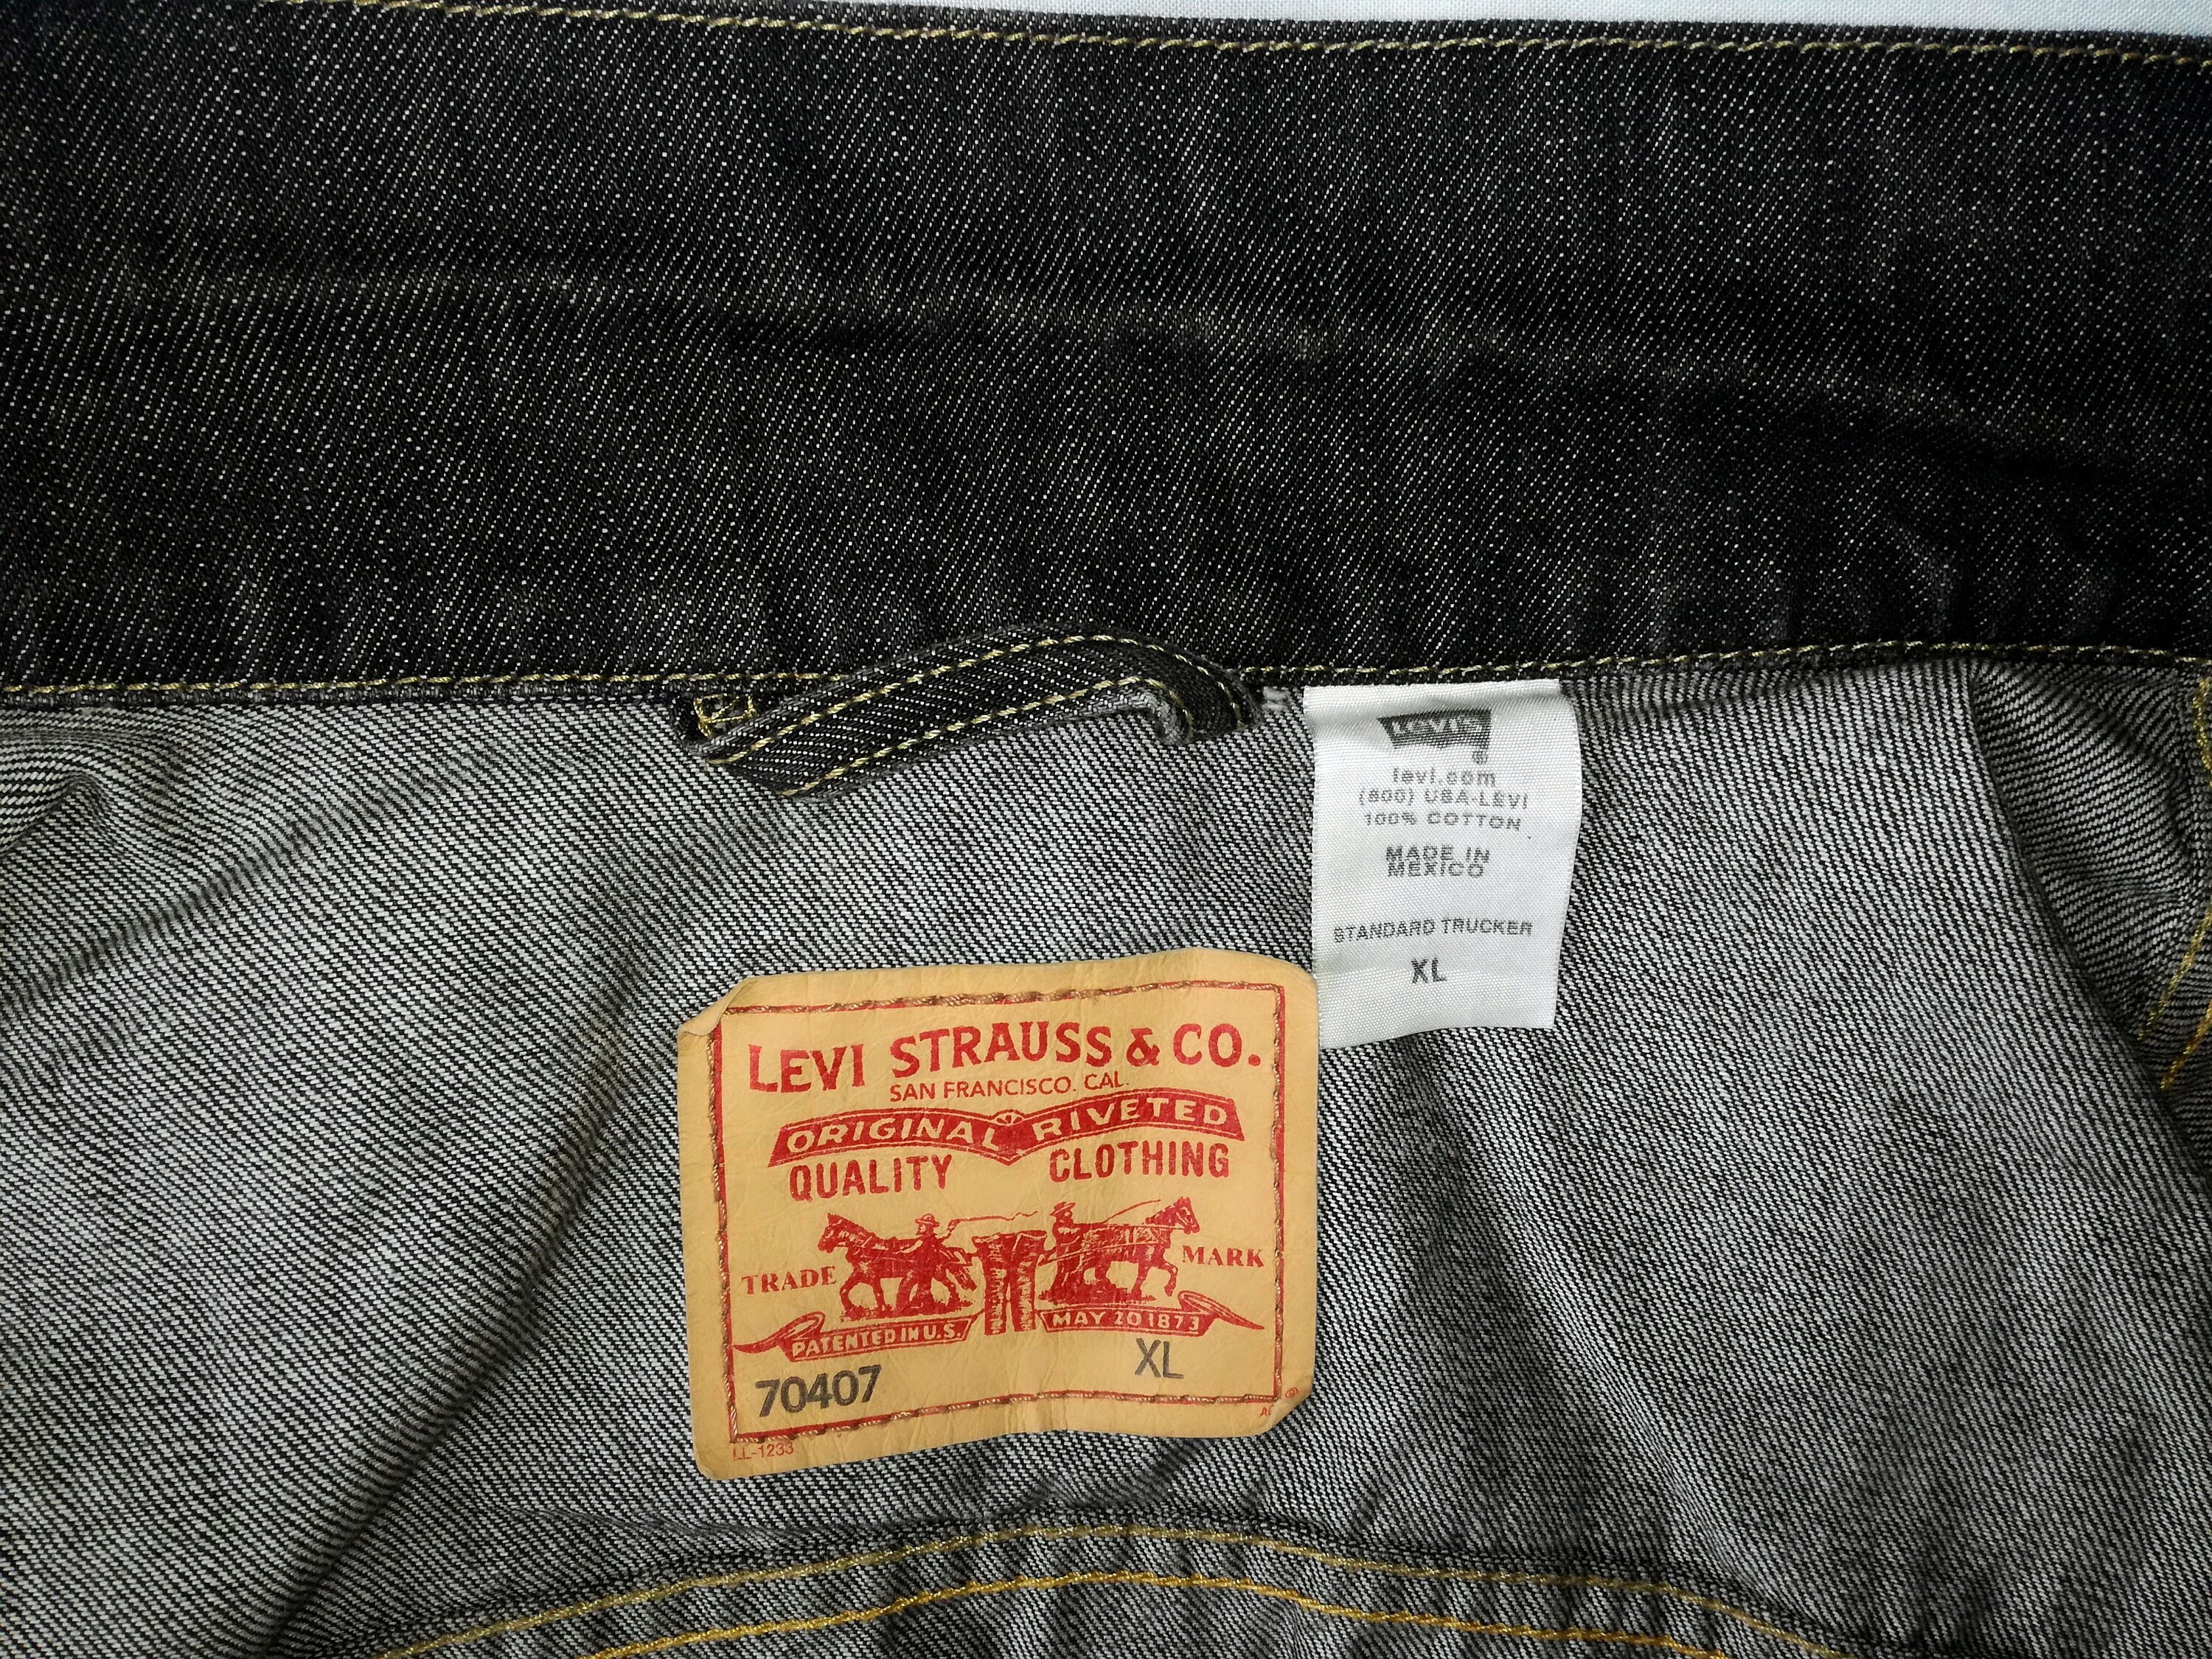 LEVI'S
®
levi.com
(800) USA-LEVI
100% COTTON
MADE IN
MEXICO
STANDARD TRUCKER
XL
LEVI STRAUSS & CO.
SAN FRANCISCO. CAL.
ORIGINAL RIVETED
QUALITY CLOTHING
TRADE MARK
PATENTED IN U.S. MAY 20 1873
70407 XL
LL-1233
®